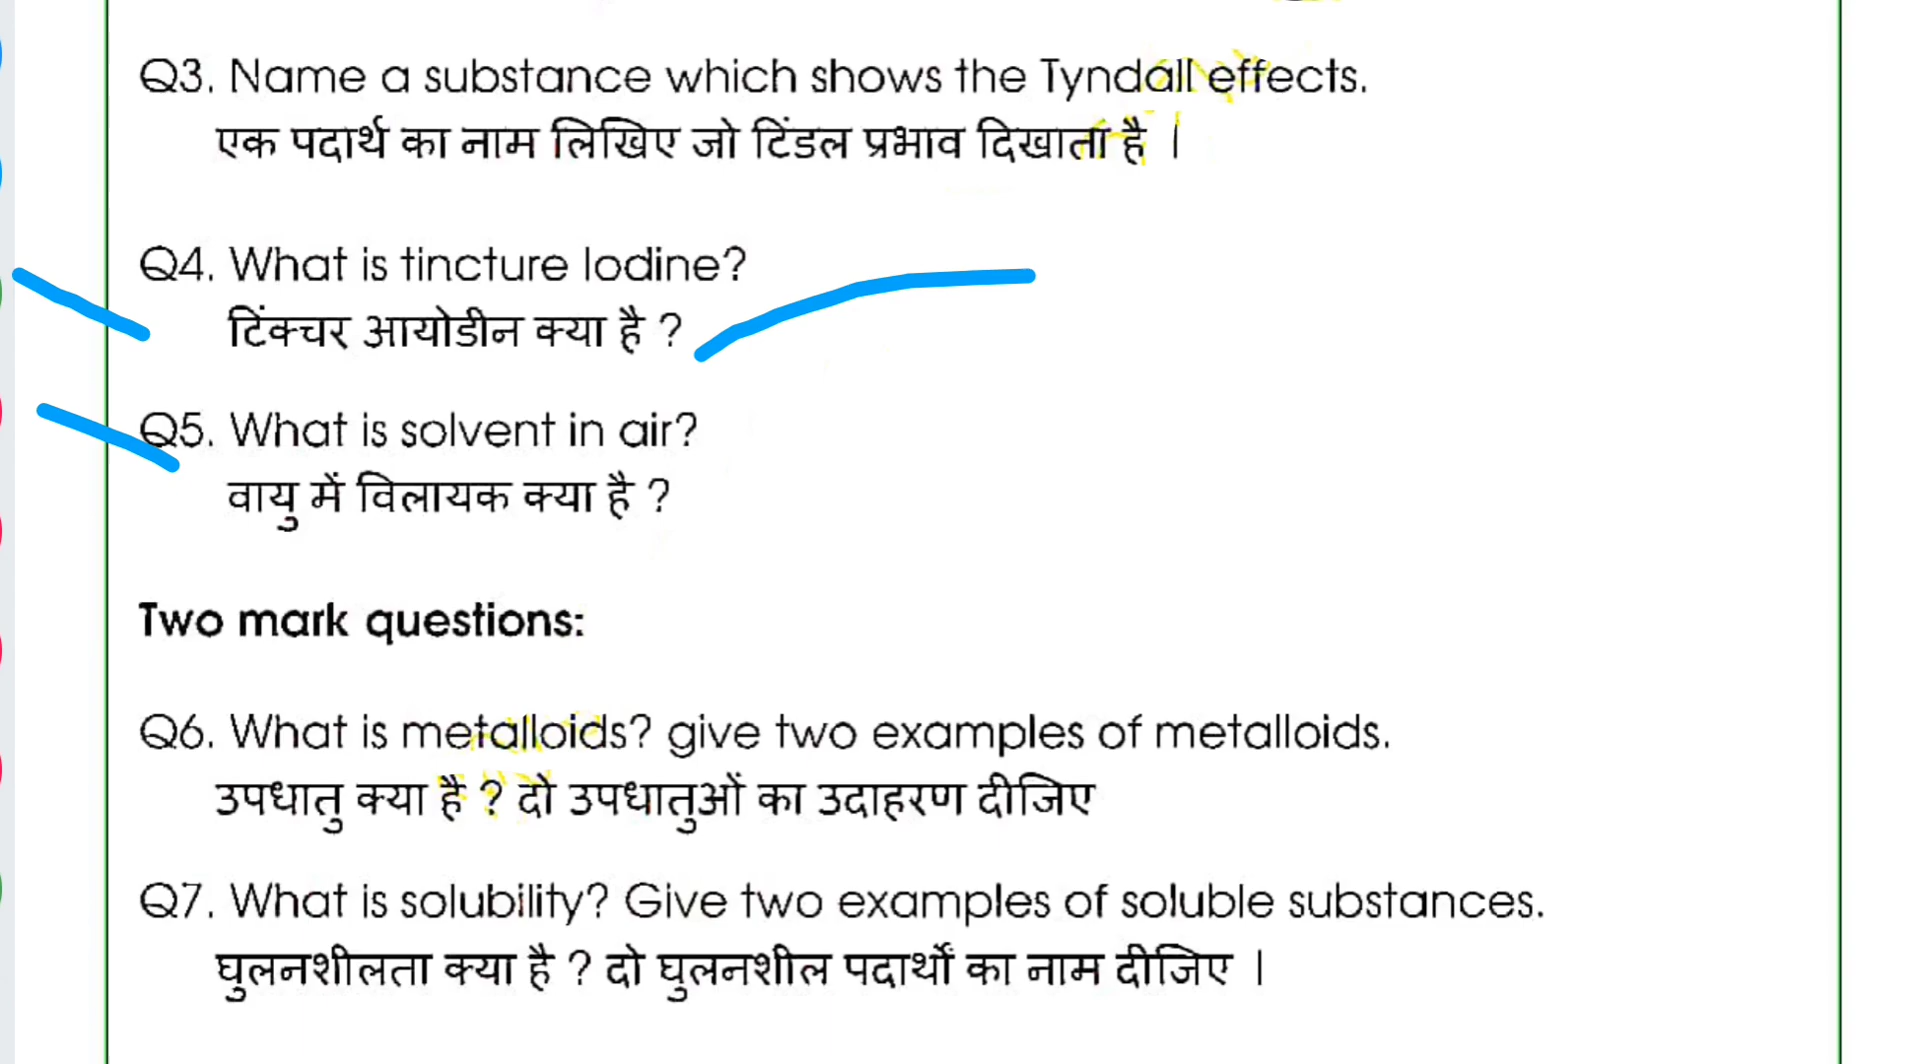 Q3. Name a substance which shows the Tyndall effects.
एक पदार्थ का नाम लिखिए जो टिंडल प्रभाव दिखाता है |
Q4. What is tincture Iodine?
टिंक्चर आयोडीन क्या है ?
Q5. What is solvent in air?
वायु में विलायक क्या है ?
Two mark questions:
Q6. What is metalloids? give two examples of metalloids.
उपधातु क्या है ? दो उपधातुओं का उदाहरण दीजिए
Q7. What is solubility? Give two examples of soluble substances.
घुलनशीलता क्या है ? दो घुलनशील पदार्थों का नाम दीजिए |